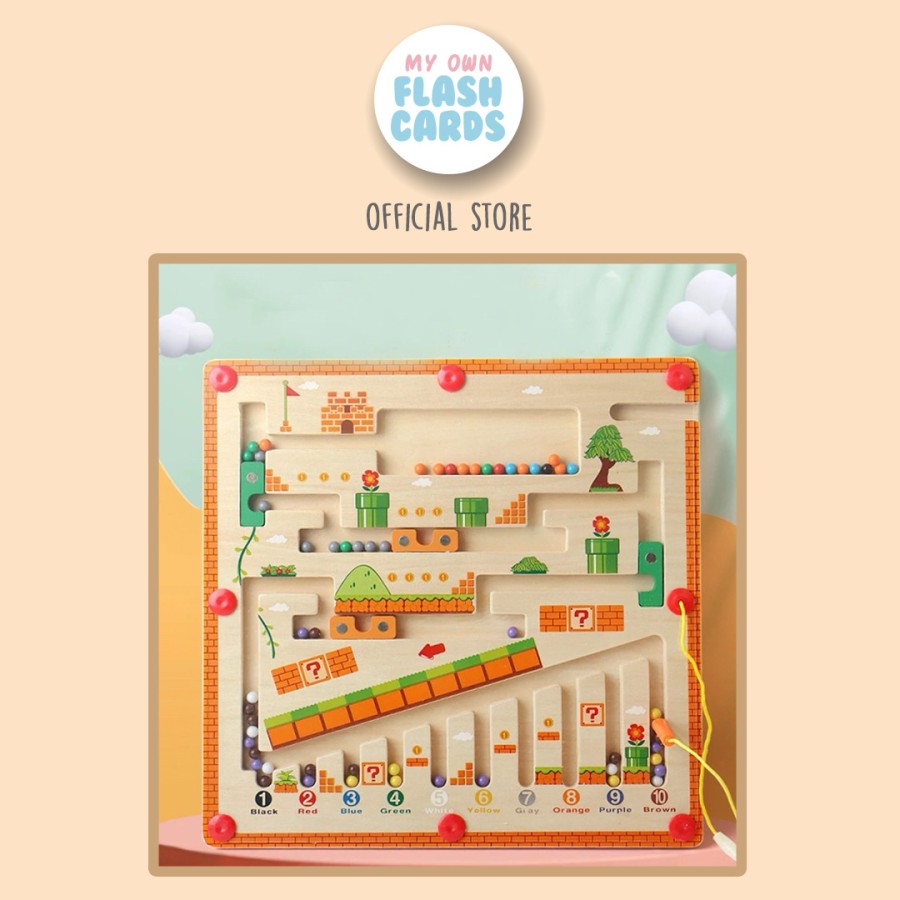 MY OWN
FLASH
CARDS
OFFICIAL STORE
?
?
?
?
1 2 3 4 5 6 7 8 9 10
Black Red Blue Green White Yellow Gray Orange Purple Brown